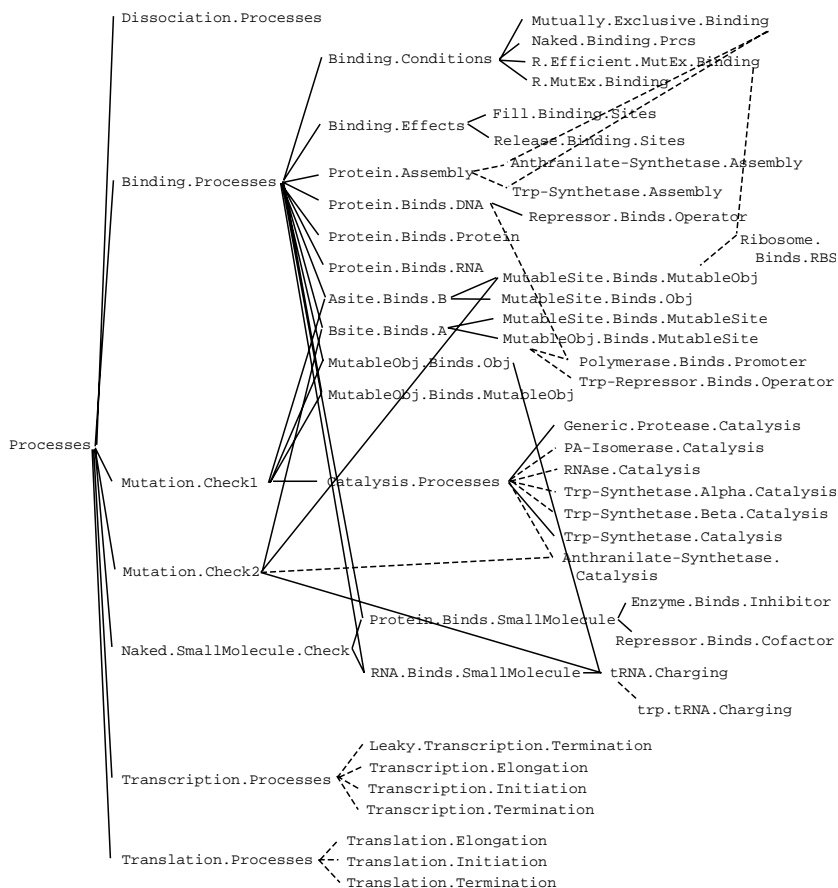 Dissociation.Processes
Mutually.Exclusive.Binding
Naked.Binding.Prcs
Binding.Conditions
R.Efficient.MutEx.Binding
R.MutEx.Binding
Fill.Binding.Sites
Binding.Effects
Release.Binding.Sites
Anthranilate-Synthetase.Assembly
Protein.Assembly
Binding.Processes
Trp-Synthetase.Assembly
Protein.Binds.DNA
Repressor.Binds.Operator
Protein.Binds.Protein
Ribosome.
Binds.RBS
Protein.Binds.RNA
MutableSite.Binds.MutableObj
Asite.Binds.B
MutableSite.Binds.Obj
MutableSite.Binds.MutableSite
Bsite.Binds.A
MutableObj.Binds.MutableSite
MutableObj.Binds.Obj
Polymerase.Binds.Promoter
Trp-Repressor.Binds.Operator
MutableObj.Binds.MutableObj
Generic.Protease.Catalysis
Processes
PA-Isomerase.Catalysis
RNAse.Catalysis
Mutation.Check1
Catalysis.Processes
Trp-Synthetase.Alpha.Catalysis
Trp-Synthetase.Beta.Catalysis
Trp-Synthetase.Catalysis
Anthranilate-Synthetase.
Catalysis
Mutation.Check2
Enzyme.Binds.Inhibitor
Protein.Binds.SmallMolecule
Repressor.Binds.Cofactor
Naked.SmallMolecule.Check
RNA.Binds.SmallMolecule
tRNA.Charging
trp.tRNA.Charging
Leaky.Transcription.Termination
Transcription.Elongation
Transcription.Processes
Transcription.Initiation
Transcription.Termination
Translation.Elongation
Translation.Processes
Translation.Initiation
Translation.Termination